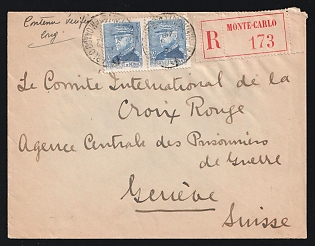 Contenu vérifié
MONTE-CARLO
R 173
Le Comité International de la
Croix Rouge
Agence Centrale des Prisonniers
de Guerre
Genève
Suisse